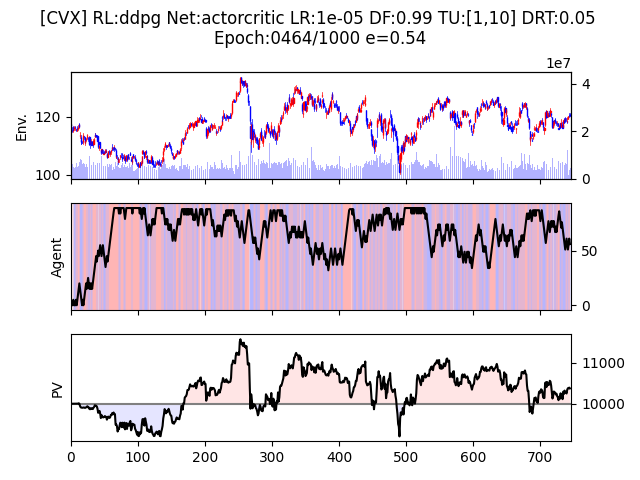 [CVX] RL:ddpg Net:actorcritic LR:1e-05 DF:0.99 TU:[1,10] DRT:0.05
Epoch:0464/1000 e=0.54
1e7
Env.
120
100
4
2
0
Agent
50
0
PV
11000
10000
0 100 200 300 400 500 600 700